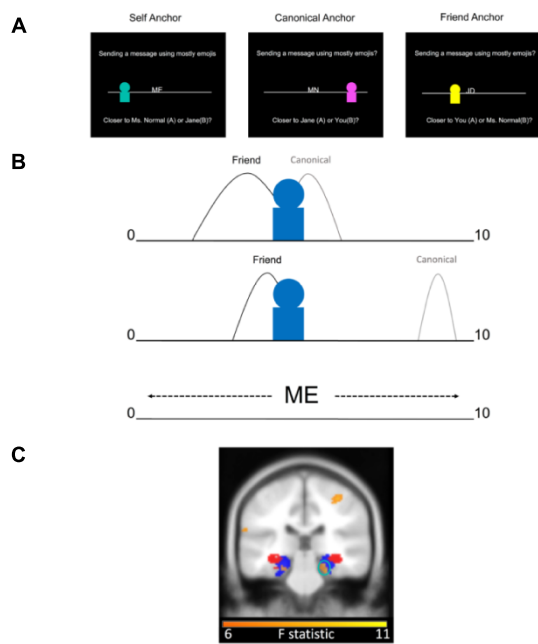 A
Self Anchor
Canonical Anchor
Friend Anchor
Sending a message using mostly emojis
ME
Closer to Ms. Normal (A) or Jane(B)?
Sending a message using mostly emojis?
MN
Closer to Jane (A) or You(B)?
Sending a message using mostly emojis?
JD
Closer to You (A) or Ms. Normal(B)?
B
Friend
Canonical
0
10
Friend
Canonical
0
10
ME
0
10
C
6
F statistic
11